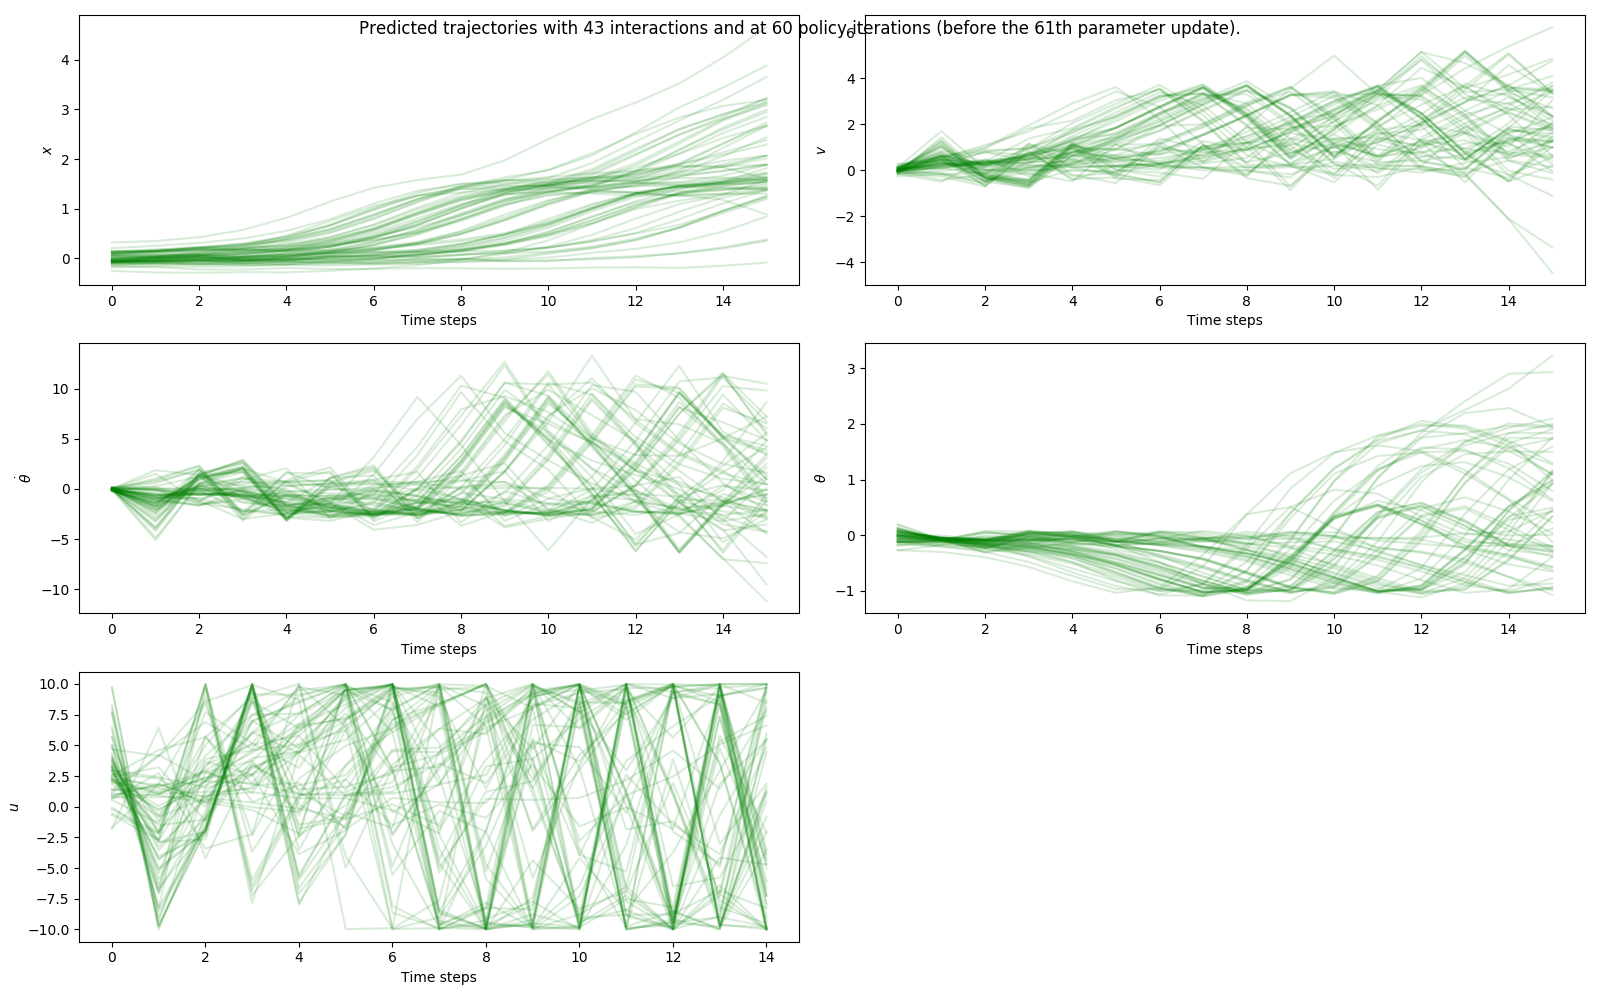 Predicted trajectories with 43 interactions and at 60 policy iterations (before the 61th parameter update).
4
3
2
1
0
x
0 2 4 6 8 10 12 14
Time steps
6
4
2
0
−2
−4
v
0 2 4 6 8 10 12 14
Time steps
10
5
0
−5
−10
θ̇
0 2 4 6 8 10 12 14
Time steps
3
2
1
0
−1
θ
0 2 4 6 8 10 12 14
Time steps
10.0
7.5
5.0
2.5
0.0
−2.5
−5.0
−7.5
−10.0
u
0 2 4 6 8 10 12 14
Time steps